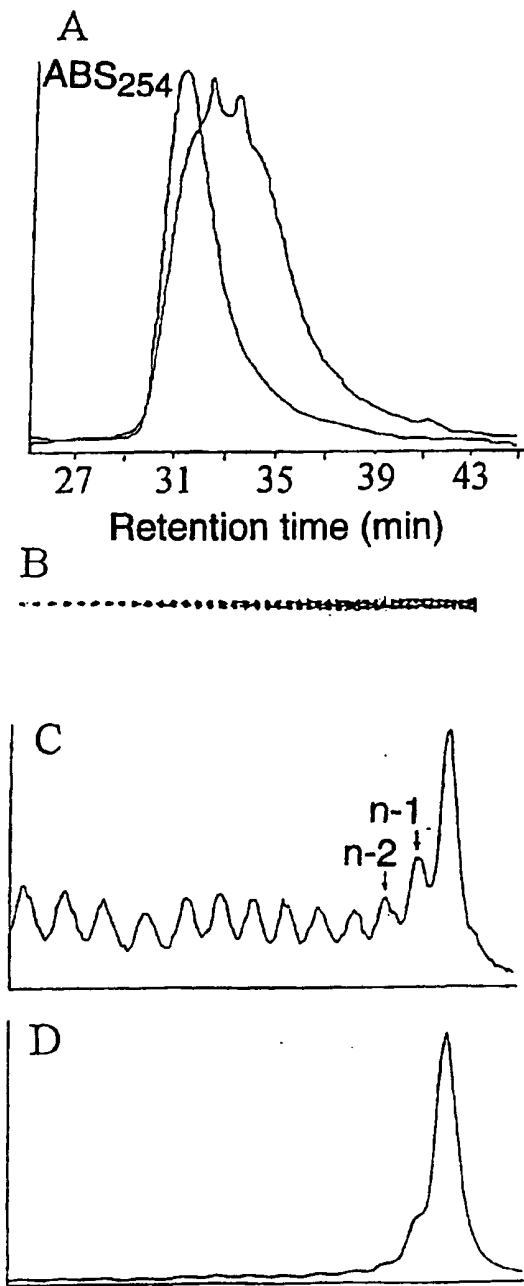 A
ABS254
27 31 35 39 43
Retention time (min)
B
C
n-1
n-2
D